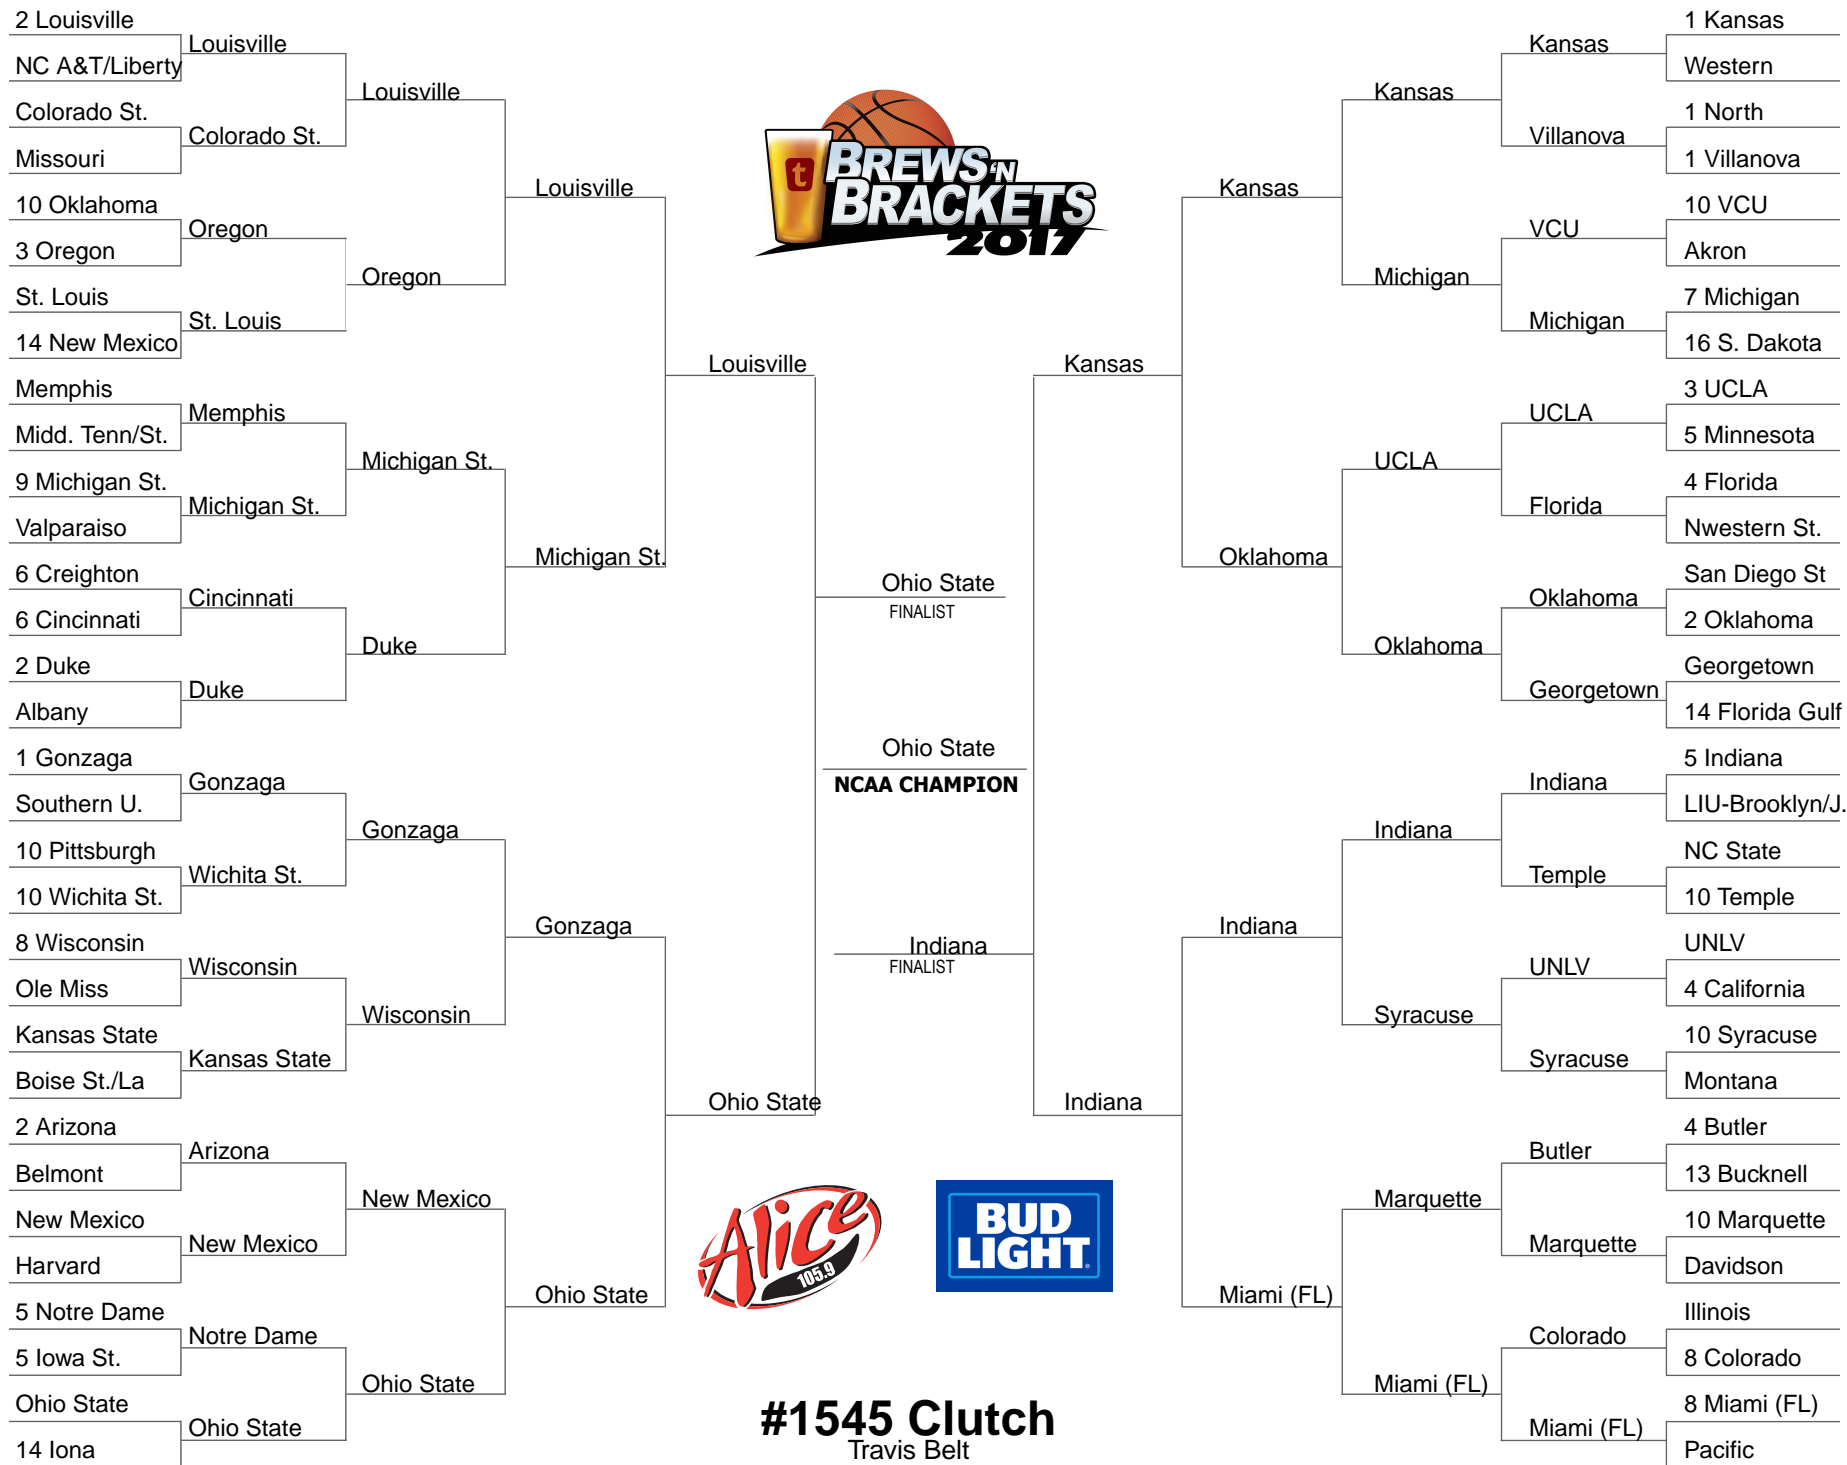 2 Louisville
NC A&T/Liberty
Colorado St.
Missouri
10 Oklahoma
3 Oregon
St. Louis
14 New Mexico
Memphis
Midd. Tenn/St.
9 Michigan St.
Valparaiso
6 Creighton
6 Cincinnati
2 Duke
Albany
1 Gonzaga
Southern U.
10 Pittsburgh
10 Wichita St.
8 Wisconsin
Ole Miss
Kansas State
Boise St./La
2 Arizona
Belmont
New Mexico
Harvard
5 Notre Dame
5 Iowa St.
Ohio State
14 Iona
Louisville
Colorado St.
Oregon
St. Louis
Memphis
Michigan St.
Cincinnati
Duke
Gonzaga
Wichita St.
Wisconsin
Kansas State
Arizona
New Mexico
Notre Dame
Ohio State
Louisville
Oregon
Michigan St.
Duke
Gonzaga
Wisconsin
New Mexico
Ohio State
Louisville
Michigan St.
Gonzaga
Ohio State
Louisville
Ohio State
t
BREWS 'N
BRACKETS
2017
Ohio State
FINALIST
Ohio State
NCAA CHAMPION
Indiana
FINALIST
Alice
105.9
BUD
LIGHT
#1545 Clutch
Travis Belt
Kansas
Indiana
Kansas
Oklahoma
Indiana
Miami (FL)
Kansas
Michigan
UCLA
Oklahoma
Indiana
Syracuse
Marquette
Miami (FL)
Kansas
Villanova
VCU
Michigan
UCLA
Florida
Oklahoma
Georgetown
Indiana
Temple
UNLV
Syracuse
Butler
Marquette
Colorado
Miami (FL)
1 Kansas
Western
1 North
1 Villanova
10 VCU
Akron
7 Michigan
16 S. Dakota
3 UCLA
5 Minnesota
4 Florida
Nwestern St.
San Diego St
2 Oklahoma
Georgetown
14 Florida Gulf
5 Indiana
LIU-Brooklyn/J.
NC State
10 Temple
UNLV
4 California
10 Syracuse
Montana
4 Butler
13 Bucknell
10 Marquette
Davidson
Illinois
8 Colorado
8 Miami (FL)
Pacific